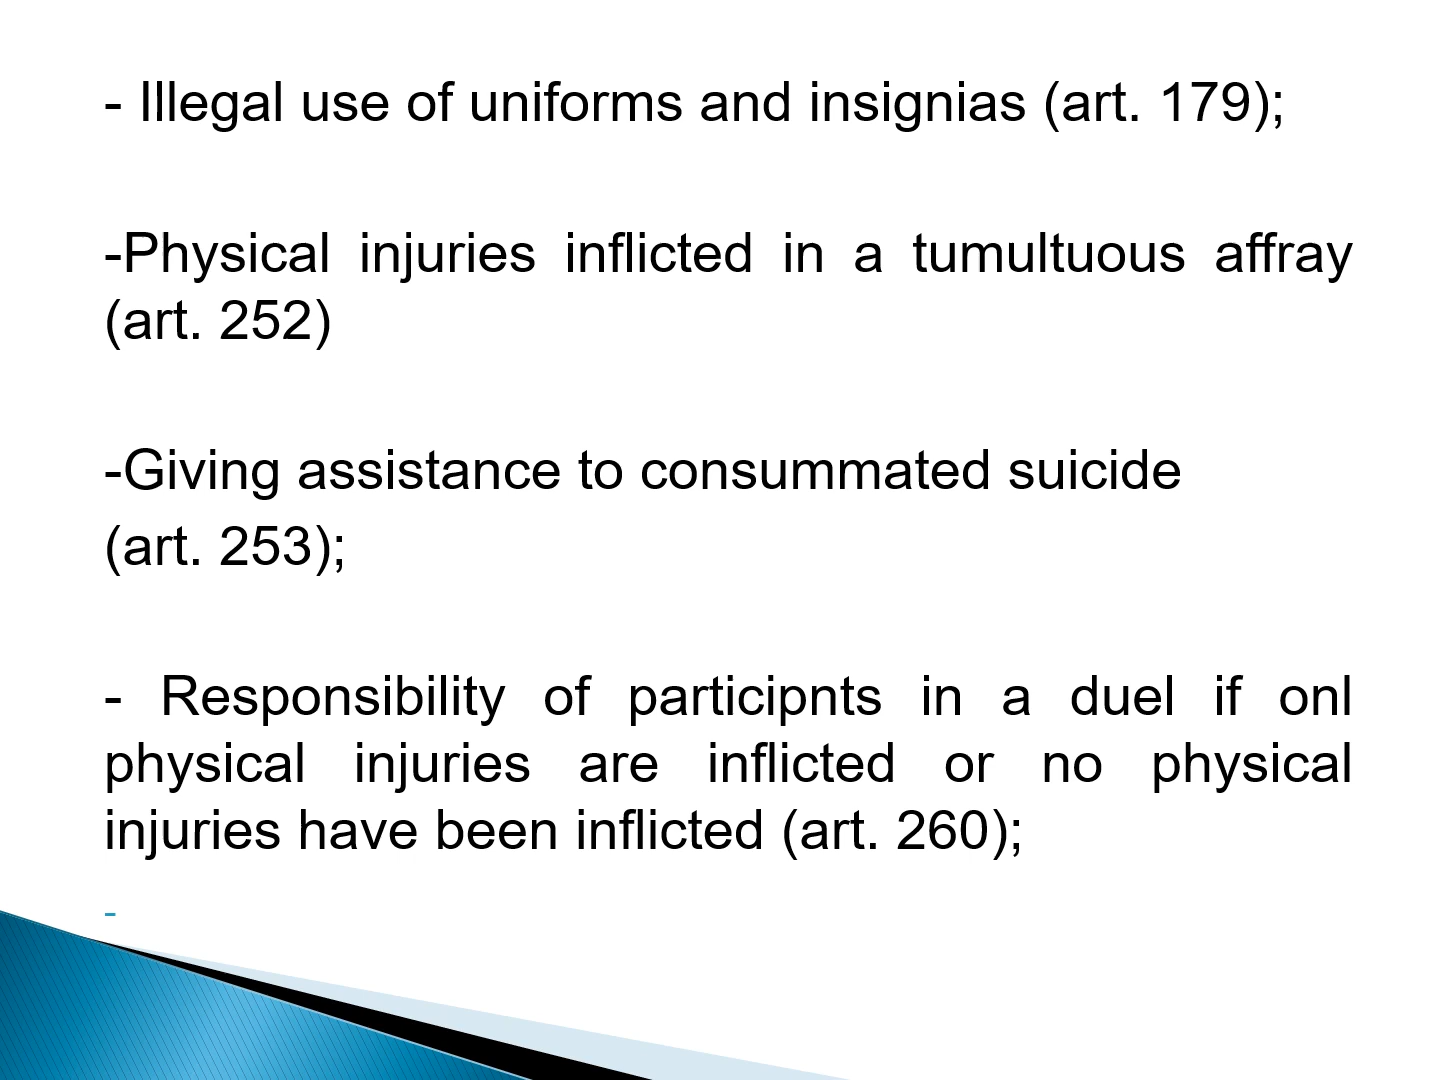 - Illegal use of uniforms and insignias (art. 179);
-Physical injuries inflicted in a tumultuous affray
(art. 252)
-Giving assistance to consummated suicide
(art. 253);
- Responsibility of participnts in a duel if onl
physical injuries are inflicted or no physical
injuries have been inflicted (art. 260);
-